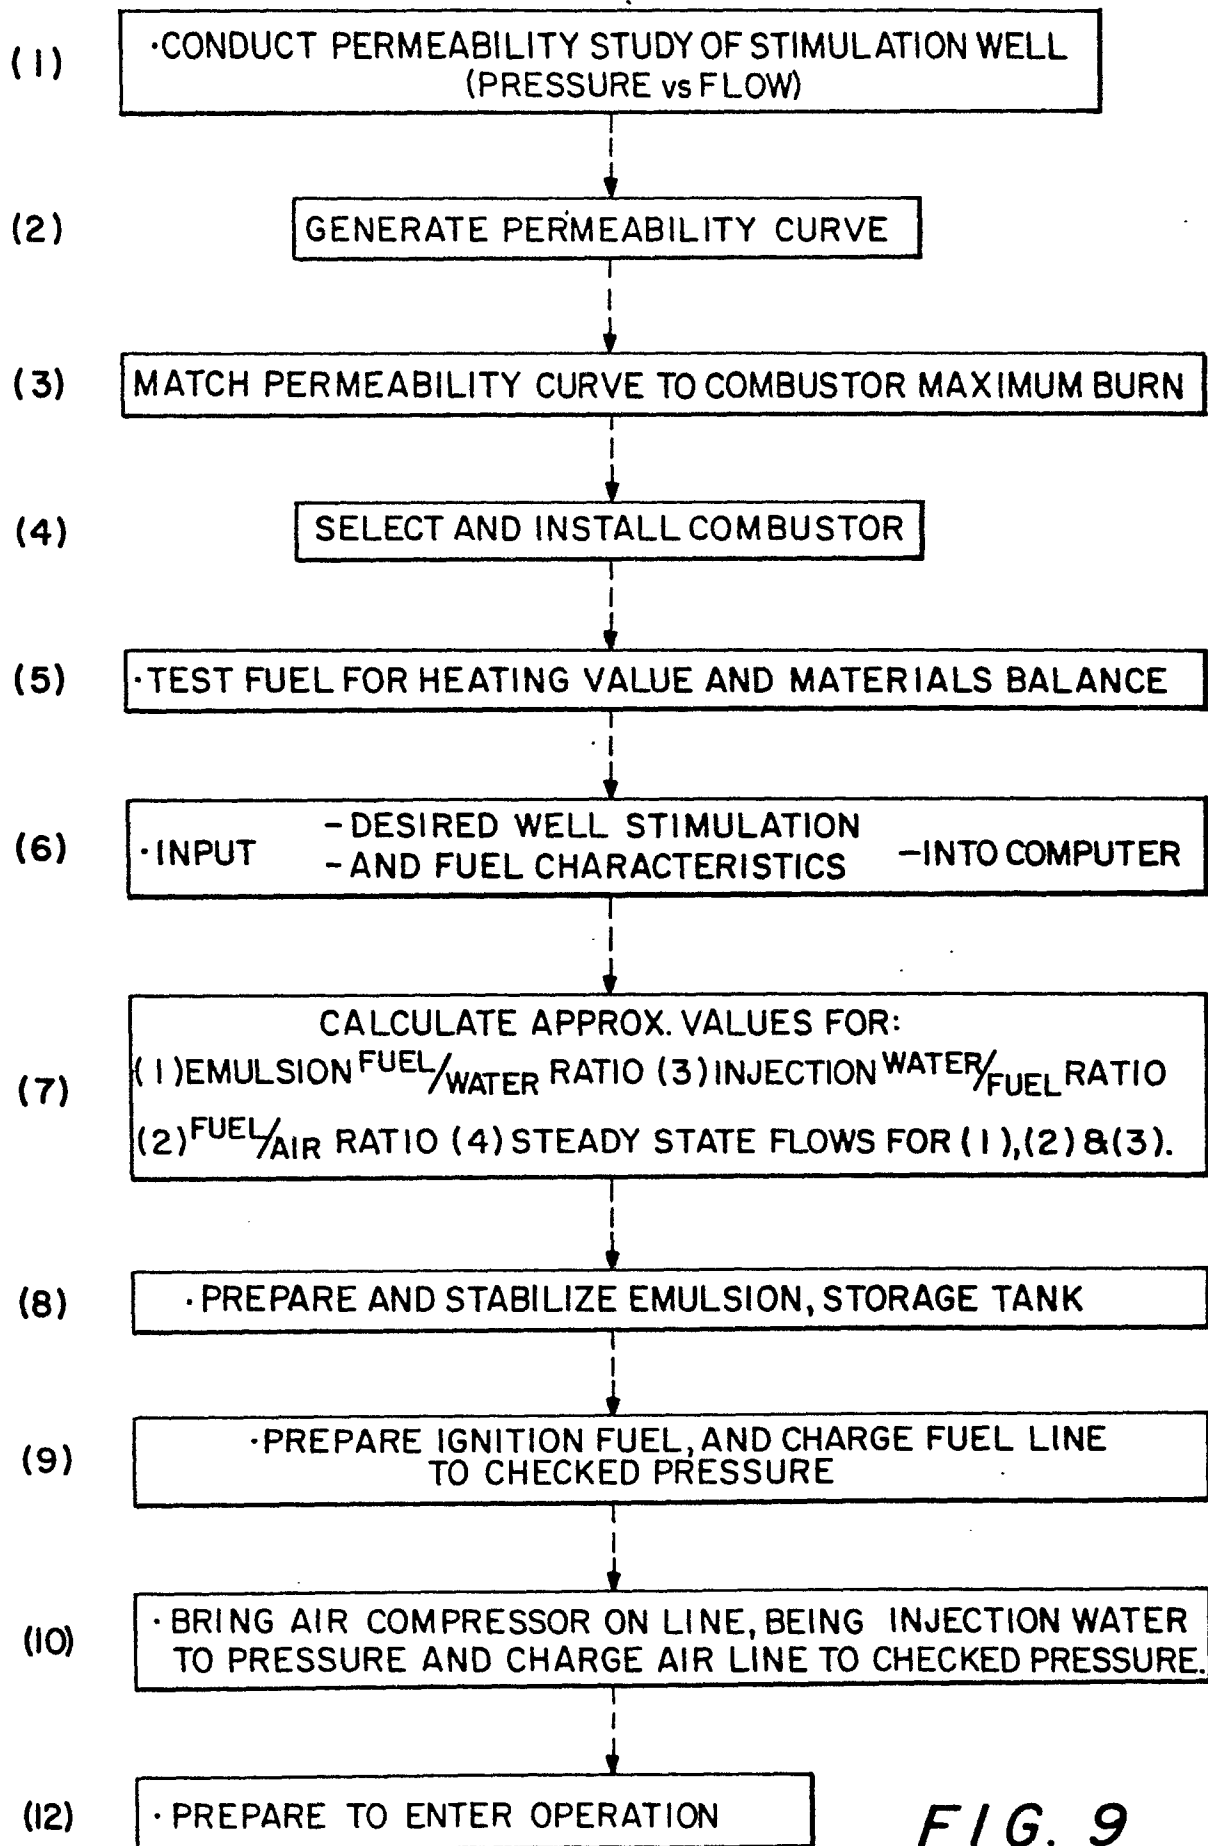 (1) ·CONDUCT PERMEABILITY STUDY OF STIMULATION WELL
(PRESSURE vs FLOW)
(2) GENERATE PERMEABILITY CURVE
(3) MATCH PERMEABILITY CURVE TO COMBUSTOR MAXIMUM BURN
(4) SELECT AND INSTALL COMBUSTOR
(5) ·TEST FUEL FOR HEATING VALUE AND MATERIALS BALANCE
(6) ·INPUT
-DESIRED WELL STIMULATION
-AND FUEL CHARACTERISTICS
-INTO COMPUTER
(7) CALCULATE APPROX. VALUES FOR:
(1) EMULSION FUEL/WATER RATIO (3) INJECTION WATER/FUEL RATIO
(2) FUEL/AIR RATIO (4) STEADY STATE FLOWS FOR (1),(2) &(3).
(8) ·PREPARE AND STABILIZE EMULSION, STORAGE TANK
(9) ·PREPARE IGNITION FUEL, AND CHARGE FUEL LINE
TO CHECKED PRESSURE
(10) ·BRING AIR COMPRESSOR ON LINE, BEING INJECTION WATER
TO PRESSURE AND CHARGE AIR LINE TO CHECKED PRESSURE.
(12) ·PREPARE TO ENTER OPERATION
FIG. 9